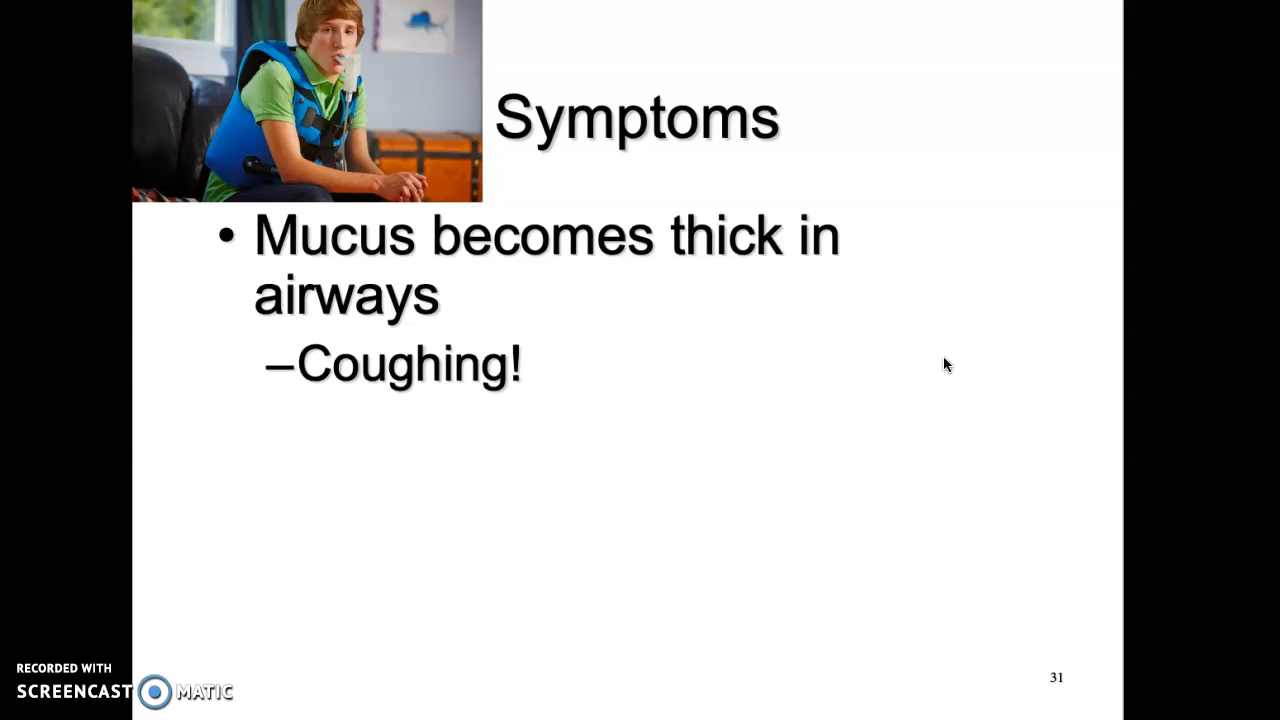 Symptoms
• Mucus becomes thick in
airways
–Coughing!
31
RECORDED WITH
SCREENCAST MATIC